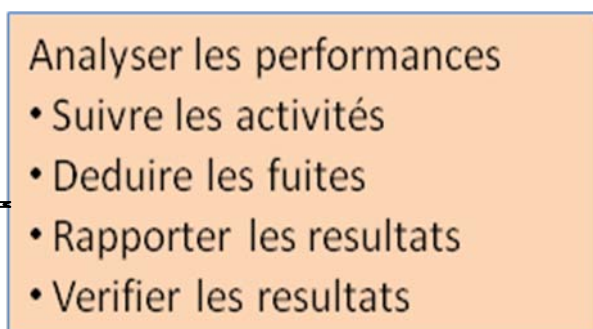 Analyser les performances
• Suivre les activités
• Deduire les fuites
• Rapporter les resultats
• Verifier les resultats